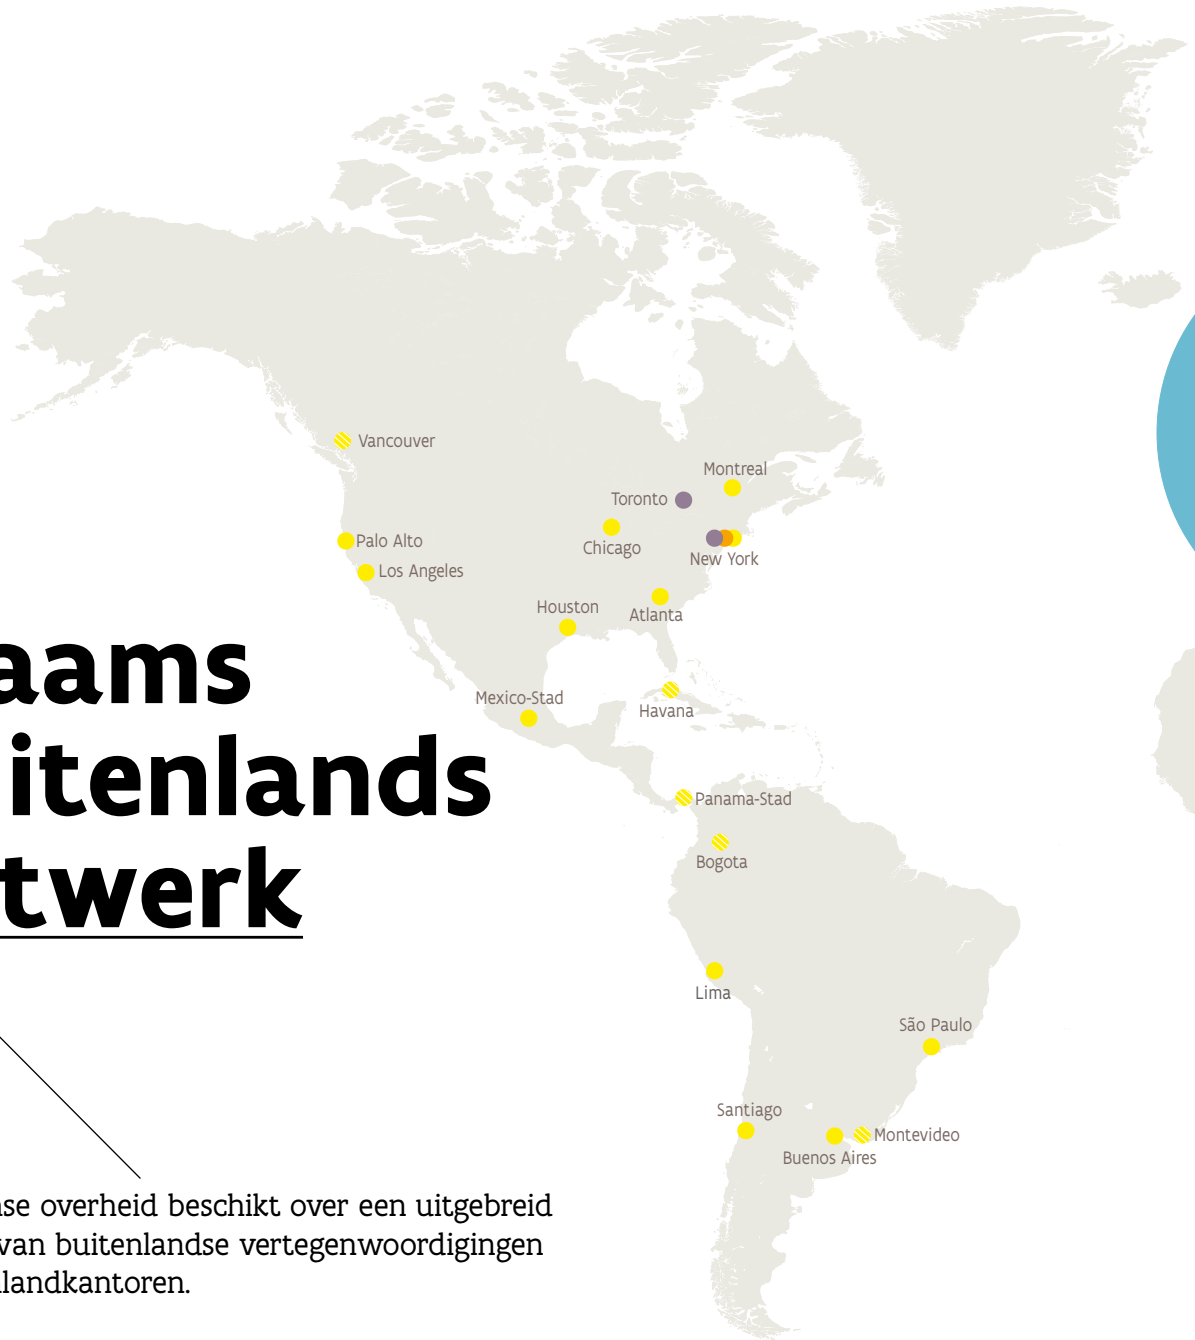 Vancouver
Montreal
Toronto
Palo Alto
Chicago
New York
Los Angeles
Houston
Atlanta
aams
Mexico-Stad
Havana
itenlands
Panama-Stad
twerk
Bogota
Lima
São Paulo
Santiago
Montevideo
Buenos Aires
nse overheid beschikt over een uitgebreid
van buitenlandse vertegenwoordigingen
landkantoren.